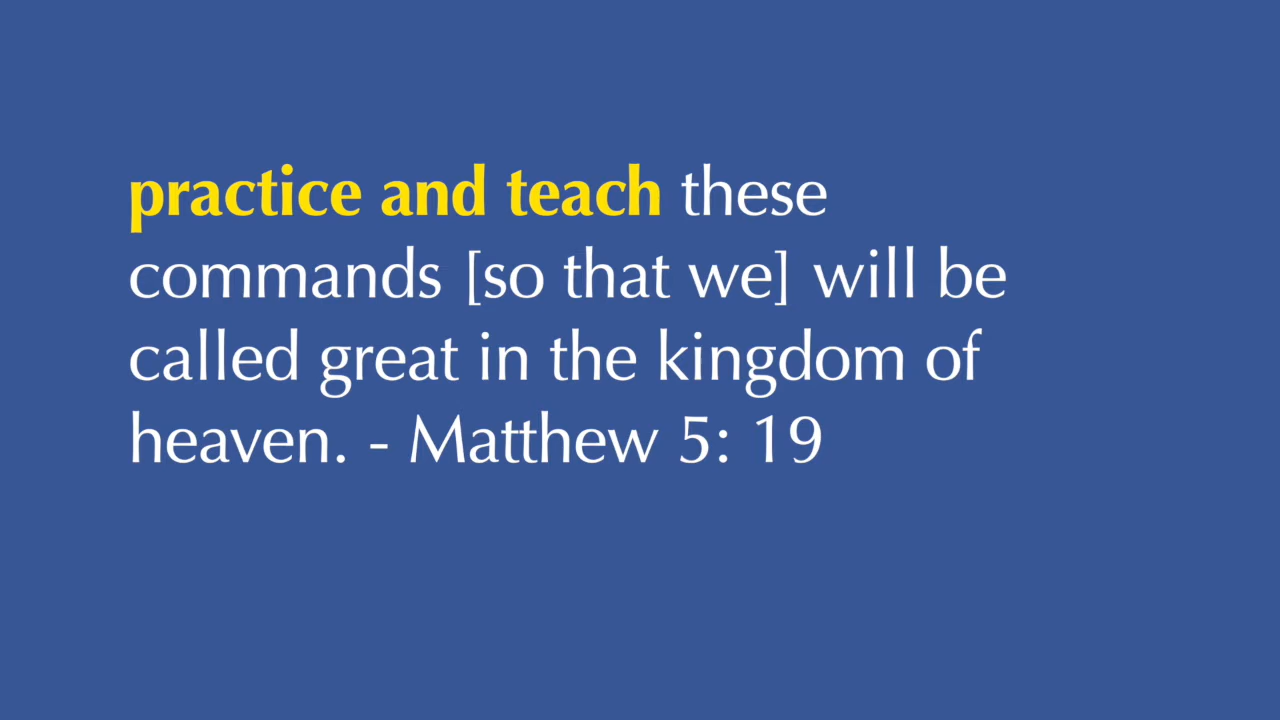 practice and teach these
commands [so that we] will be
called great in the kingdom of
heaven. - Matthew 5: 19